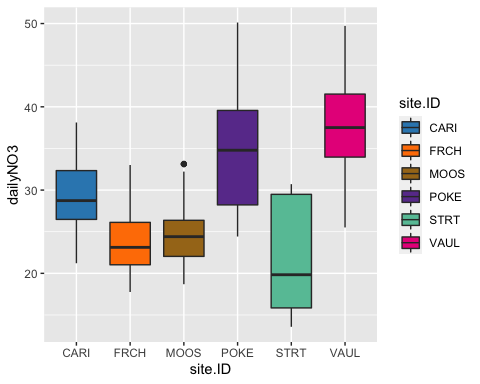 50
40
30
20
dailyNO3
CARI FRCH MOOS POKE STRT VAUL
site.ID
site.ID
CARI
FRCH
MOOS
POKE
STRT
VAUL